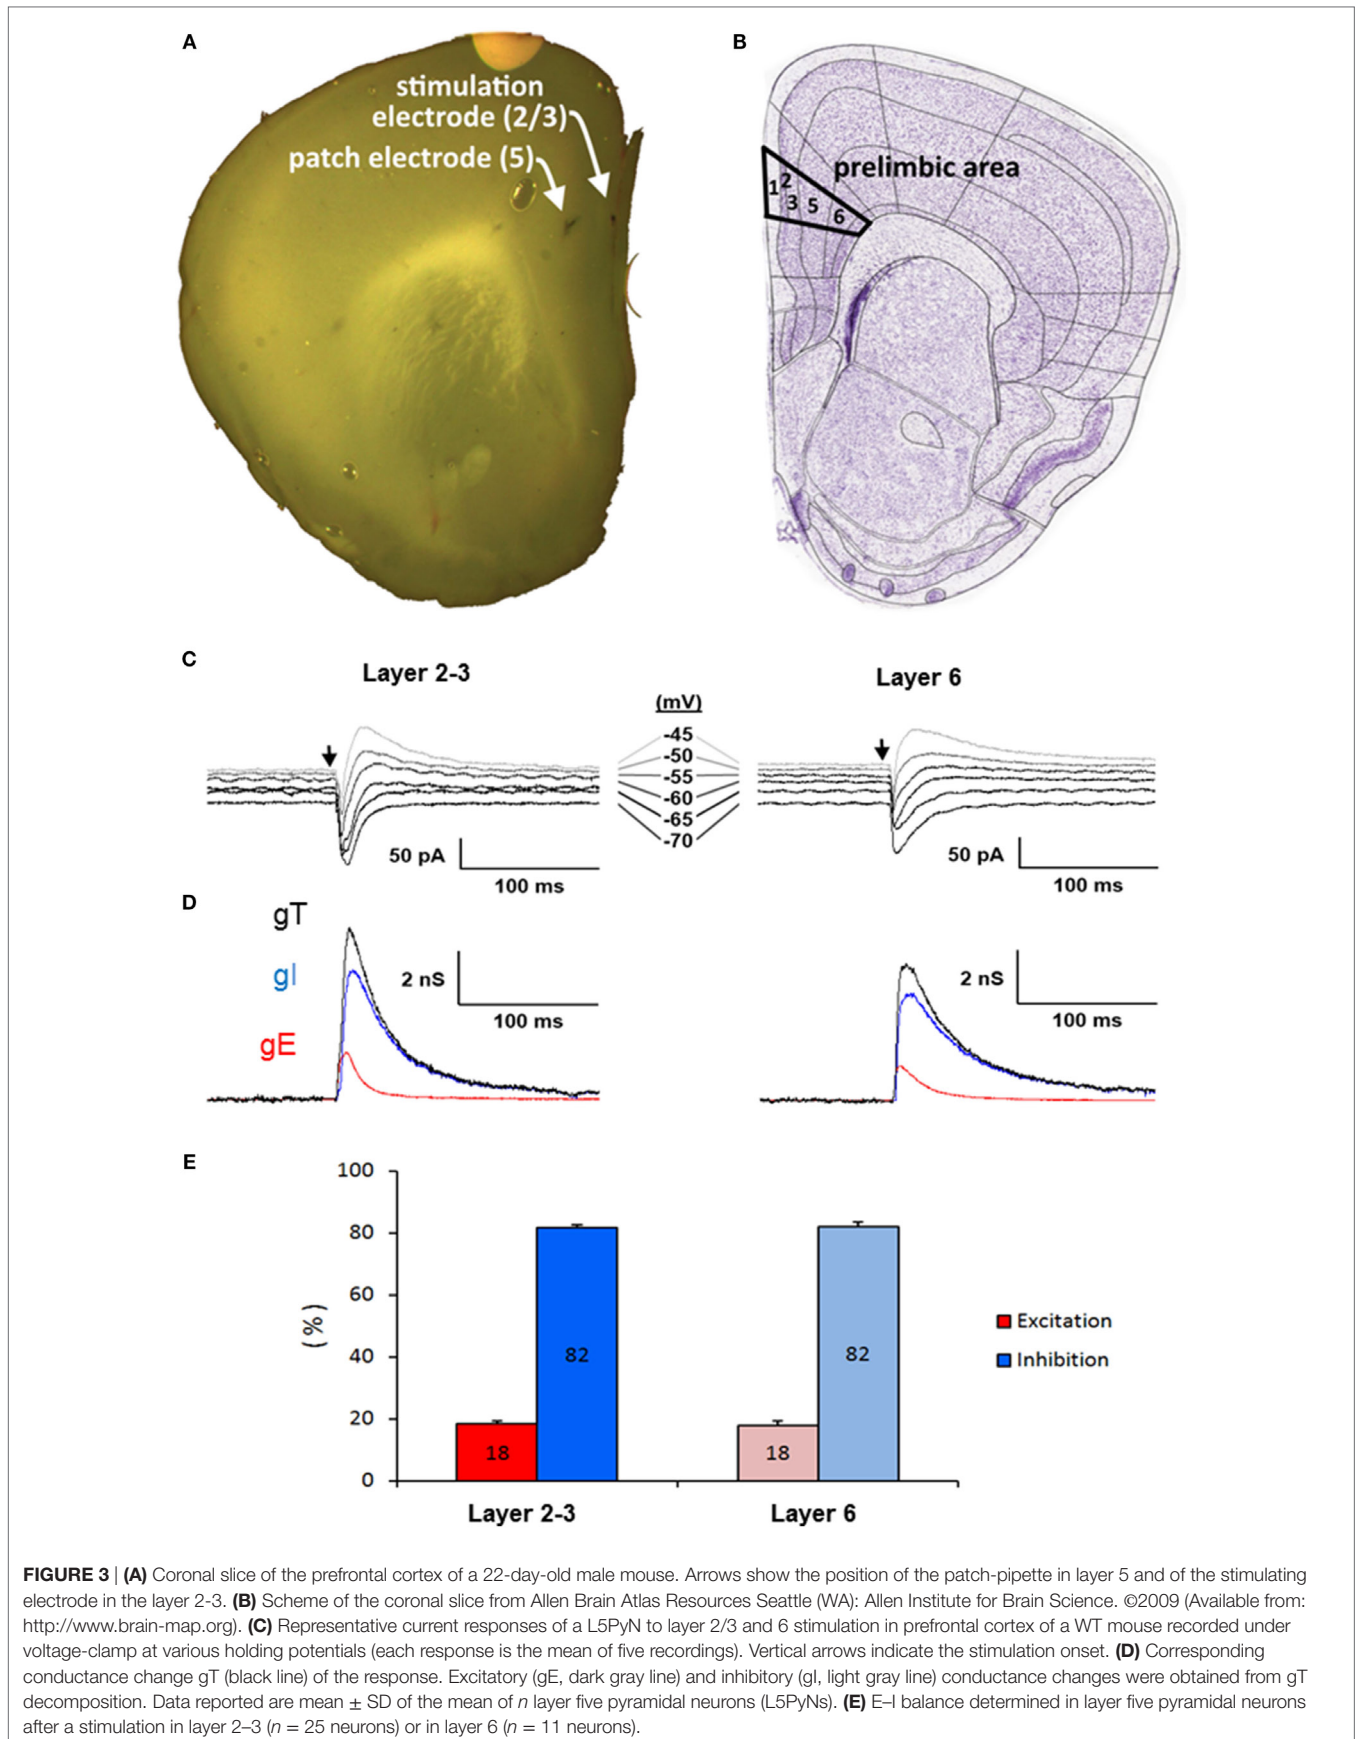 A
stimulation
electrode (2/3)
patch electrode (5)
B
prelimbic area
1 2 3 5 6
C
Layer 2-3
Layer 6
(mV)
-45
-50
-55
-60
-65
-70
50 pA
100 ms
50 pA
100 ms
D
gT
gI
gE
2 nS
100 ms
2 nS
100 ms
E
100
80
60
40
20
0
(%)
18
82
18
82
Layer 2-3
Layer 6
Excitation
Inhibition
FIGURE 3 | (A) Coronal slice of the prefrontal cortex of a 22-day-old male mouse. Arrows show the position of the patch-pipette in layer 5 and of the stimulating
electrode in the layer 2-3. (B) Scheme of the coronal slice from Allen Brain Atlas Resources Seattle (WA): Allen Institute for Brain Science. ©2009 (Available from:
http://www.brain-map.org). (C) Representative current responses of a L5PyN to layer 2/3 and 6 stimulation in prefrontal cortex of a WT mouse recorded under
voltage-clamp at various holding potentials (each response is the mean of five recordings). Vertical arrows indicate the stimulation onset. (D) Corresponding
conductance change gT (black line) of the response. Excitatory (gE, dark gray line) and inhibitory (gI, light gray line) conductance changes were obtained from gT
decomposition. Data reported are mean ± SD of the mean of n layer five pyramidal neurons (L5PyNs). (E) E–I balance determined in layer five pyramidal neurons
after a stimulation in layer 2–3 (n = 25 neurons) or in layer 6 (n = 11 neurons).